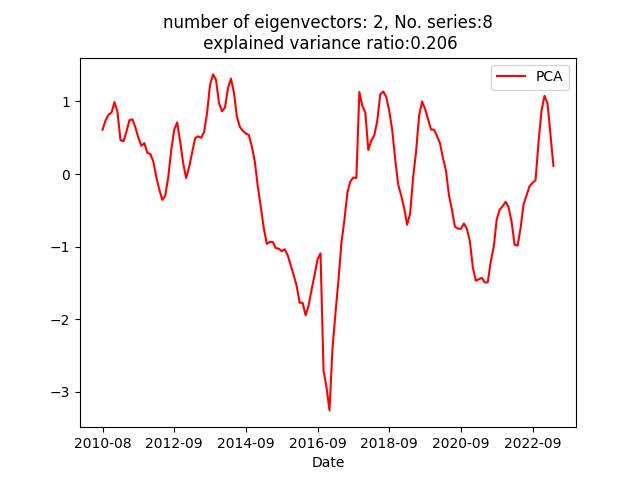 number of eigenvectors: 2, No. series:8
explained variance ratio:0.206
PCA
1
0
−1
−2
−3
2010-08 2012-09 2014-09 2016-09 2018-09 2020-09 2022-09
Date